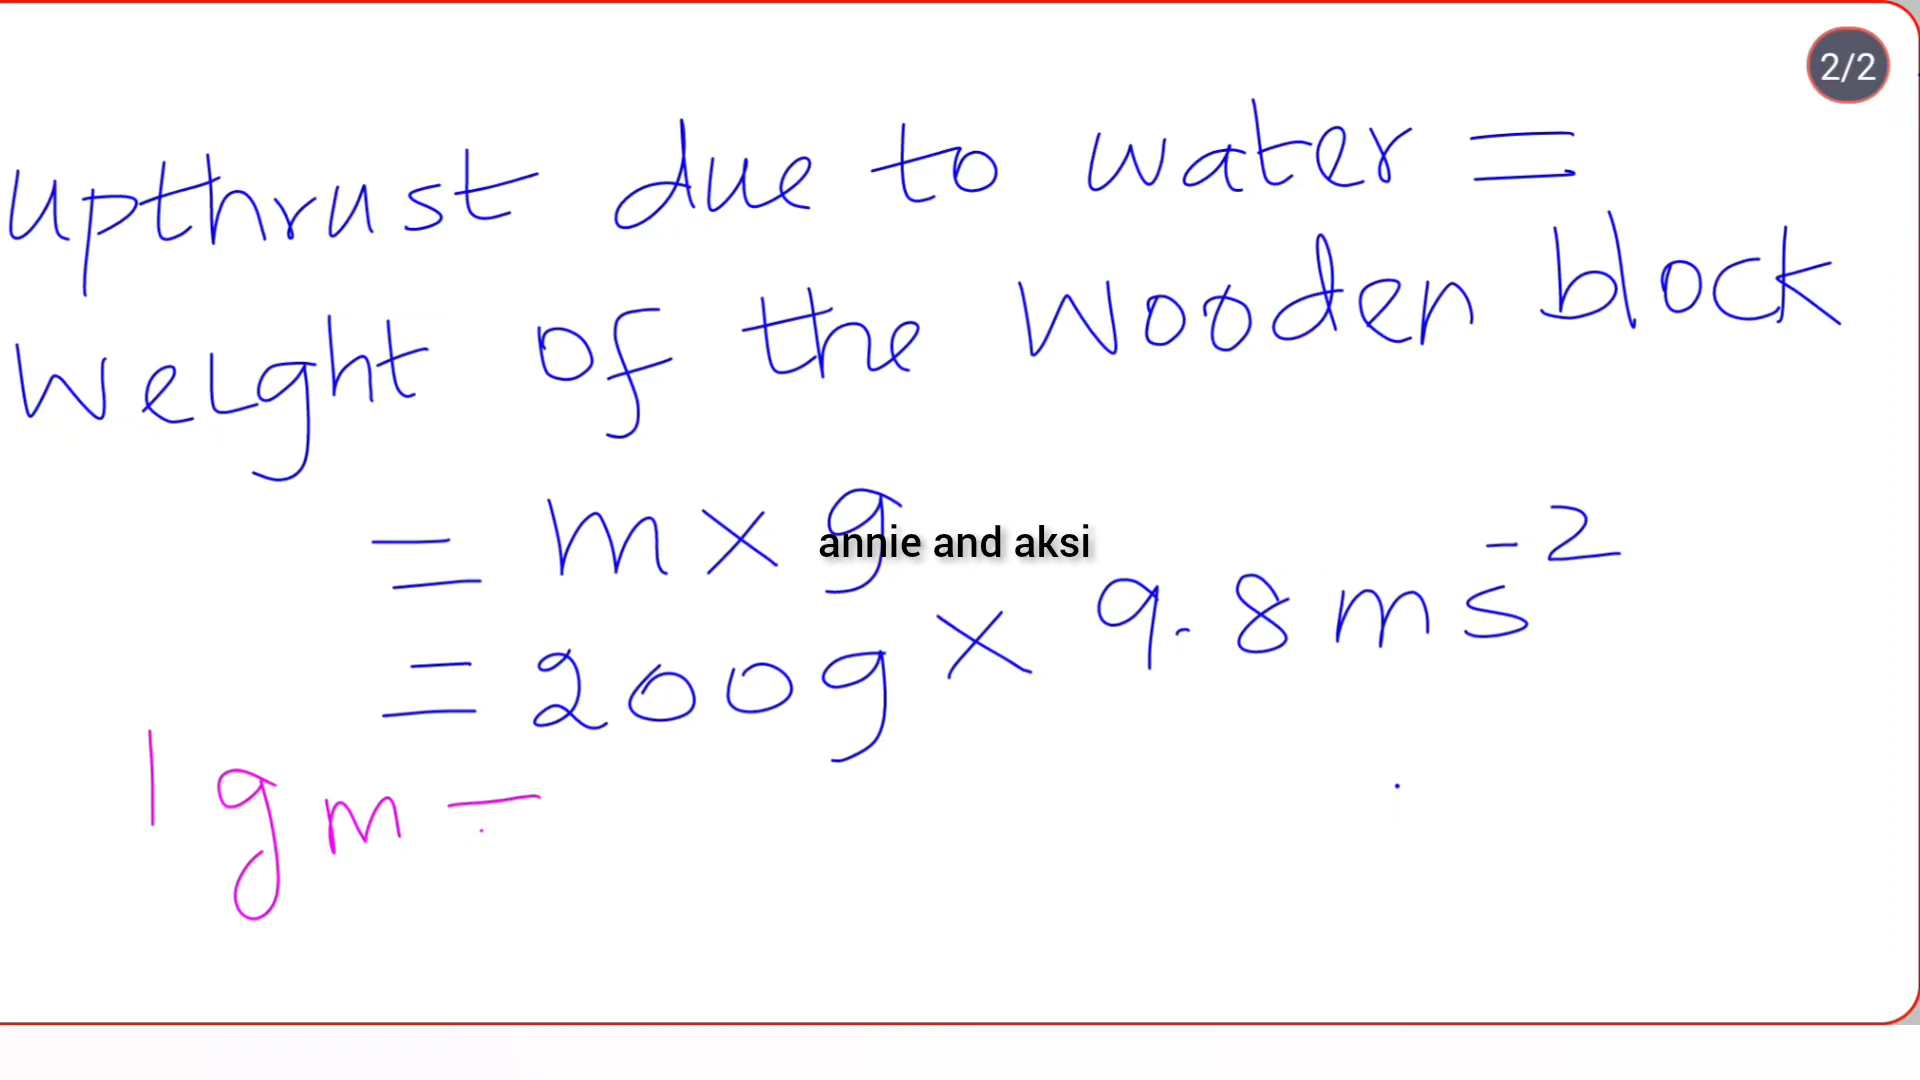 2/2
upthrust due to water =
Weight of the Wooden block
= m × g
annie and aksi
= 200g × 9.8 ms⁻²
1 gm =